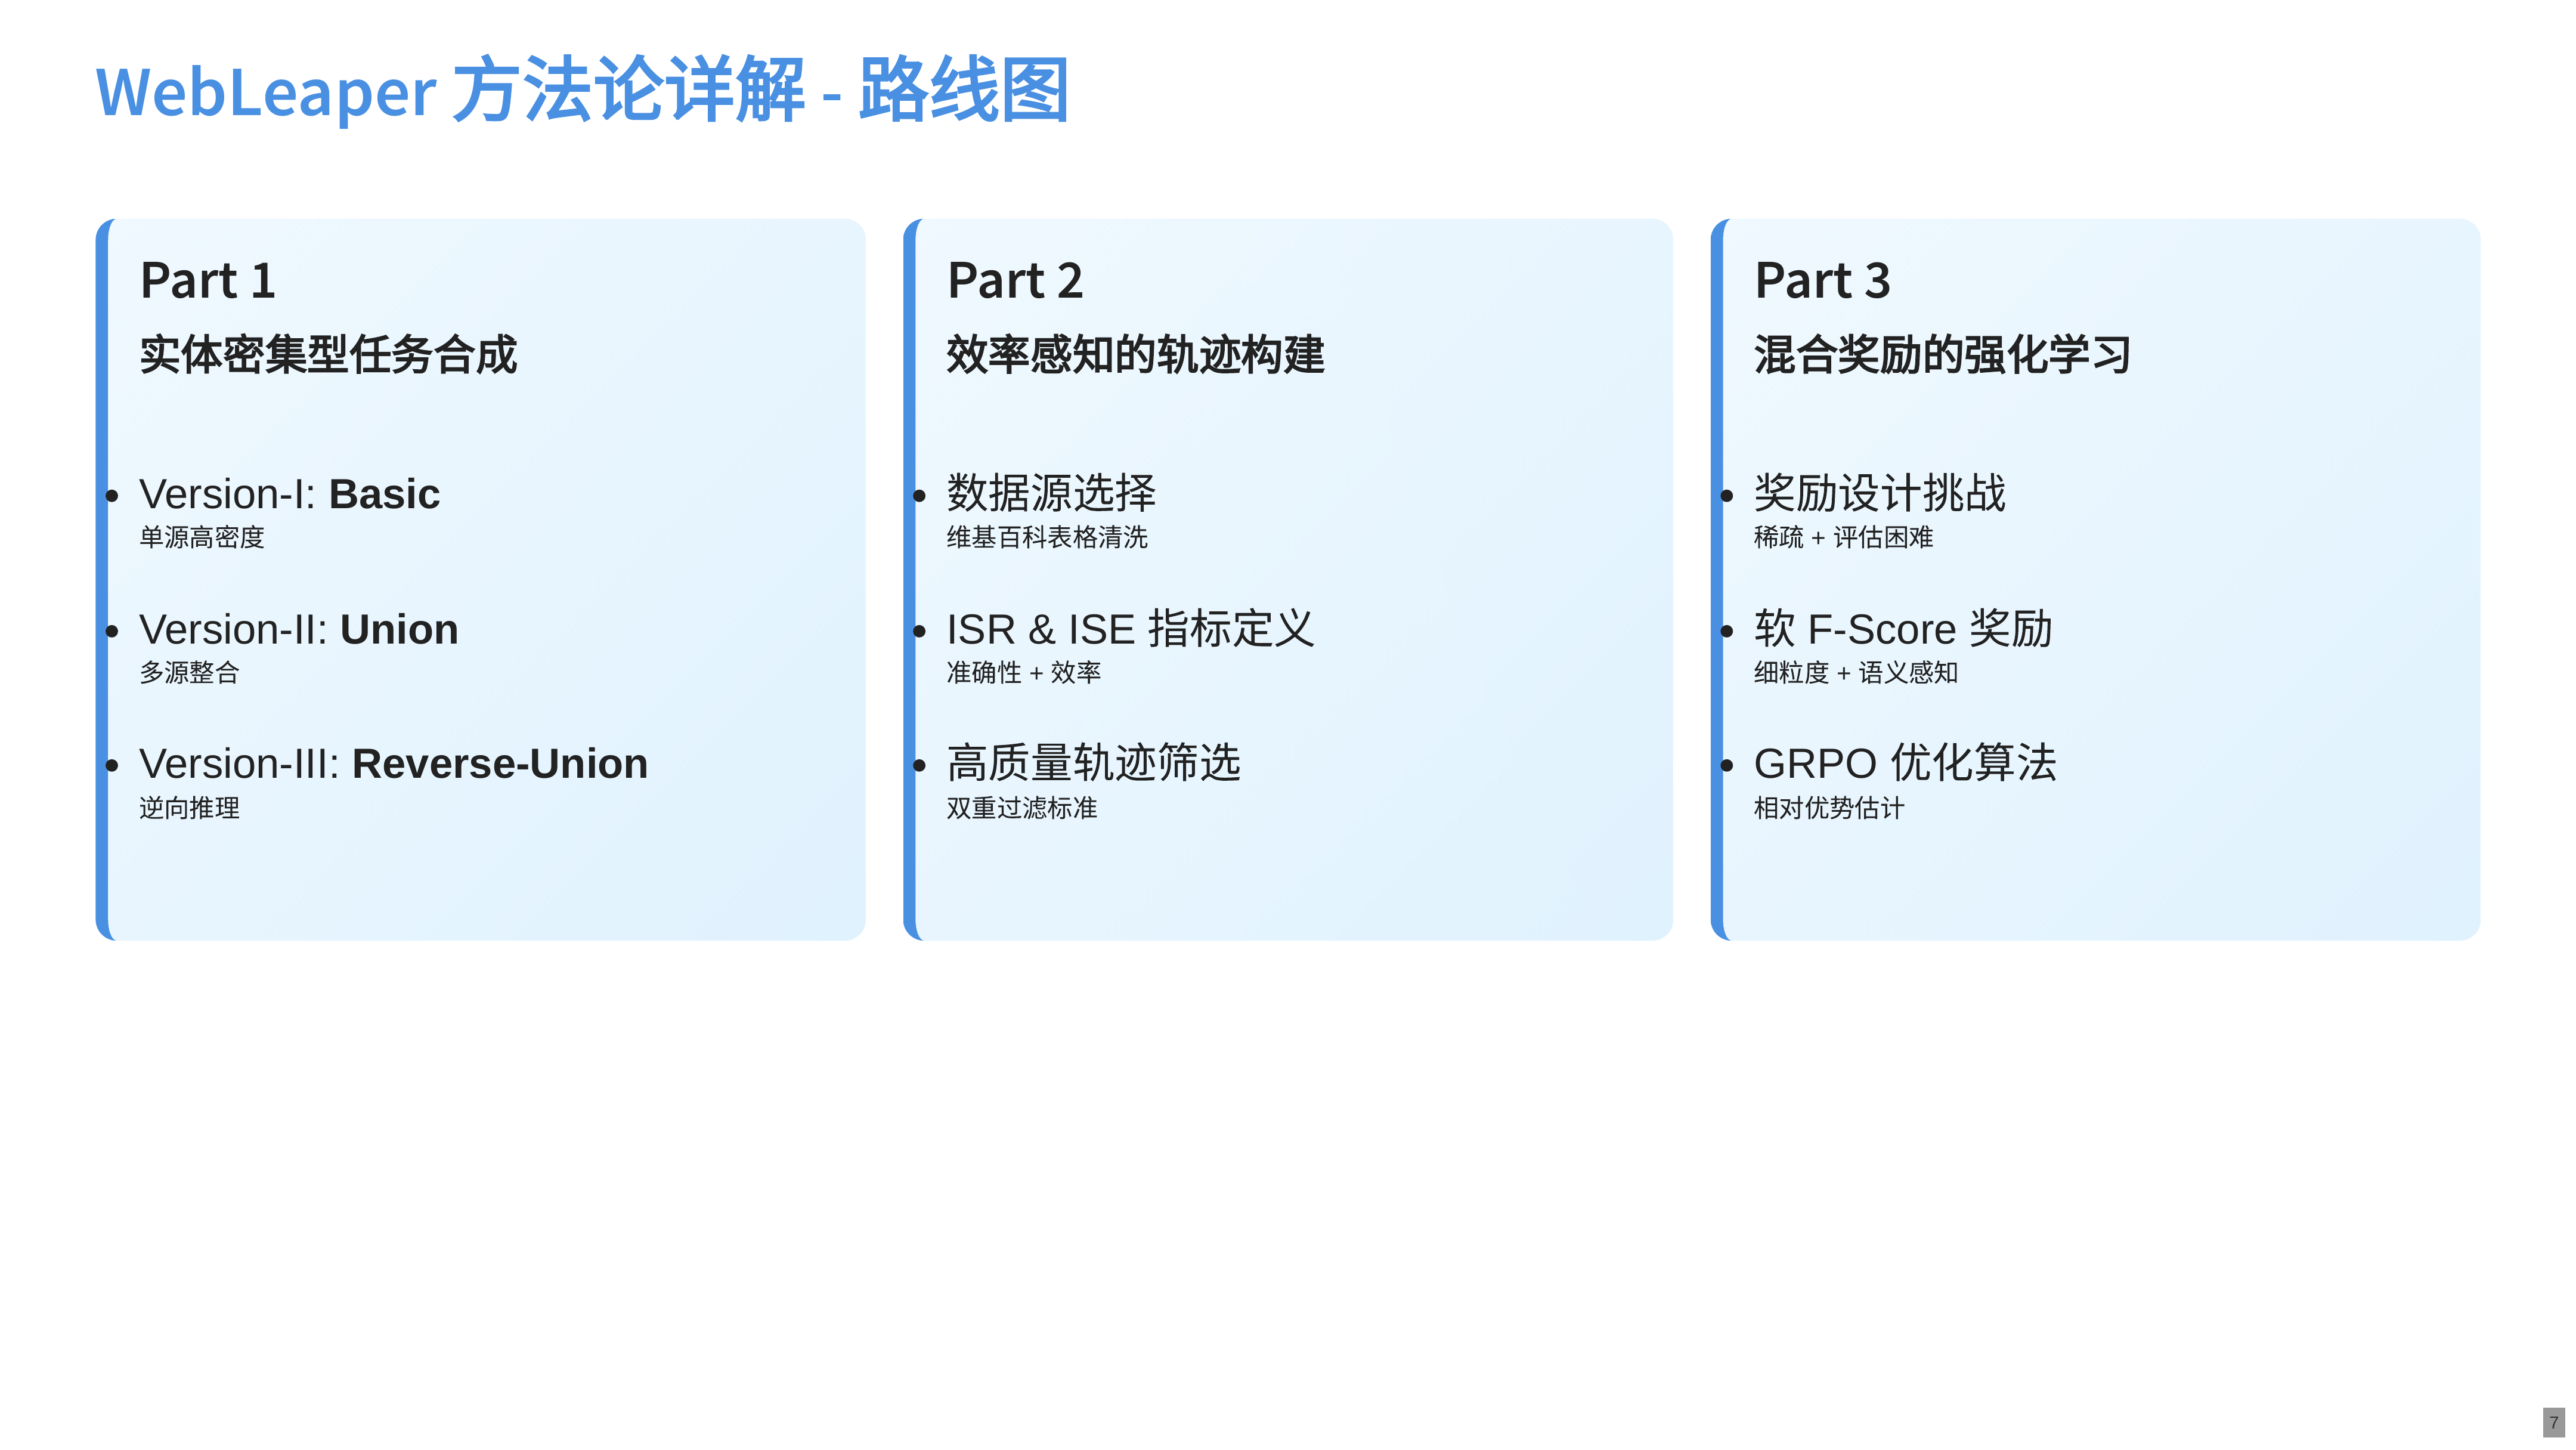 WebLeaper 方法论详解 - 路线图
Part 1
实体密集型任务合成
• Version-I: Basic
单源高密度
• Version-II: Union
多源整合
• Version-III: Reverse-Union
逆向推理
Part 2
效率感知的轨迹构建
• 数据源选择
维基百科表格清洗
• ISR & ISE 指标定义
准确性 + 效率
• 高质量轨迹筛选
双重过滤标准
Part 3
混合奖励的强化学习
• 奖励设计挑战
稀疏 + 评估困难
• 软 F-Score 奖励
细粒度 + 语义感知
• GRPO 优化算法
相对优势估计
7